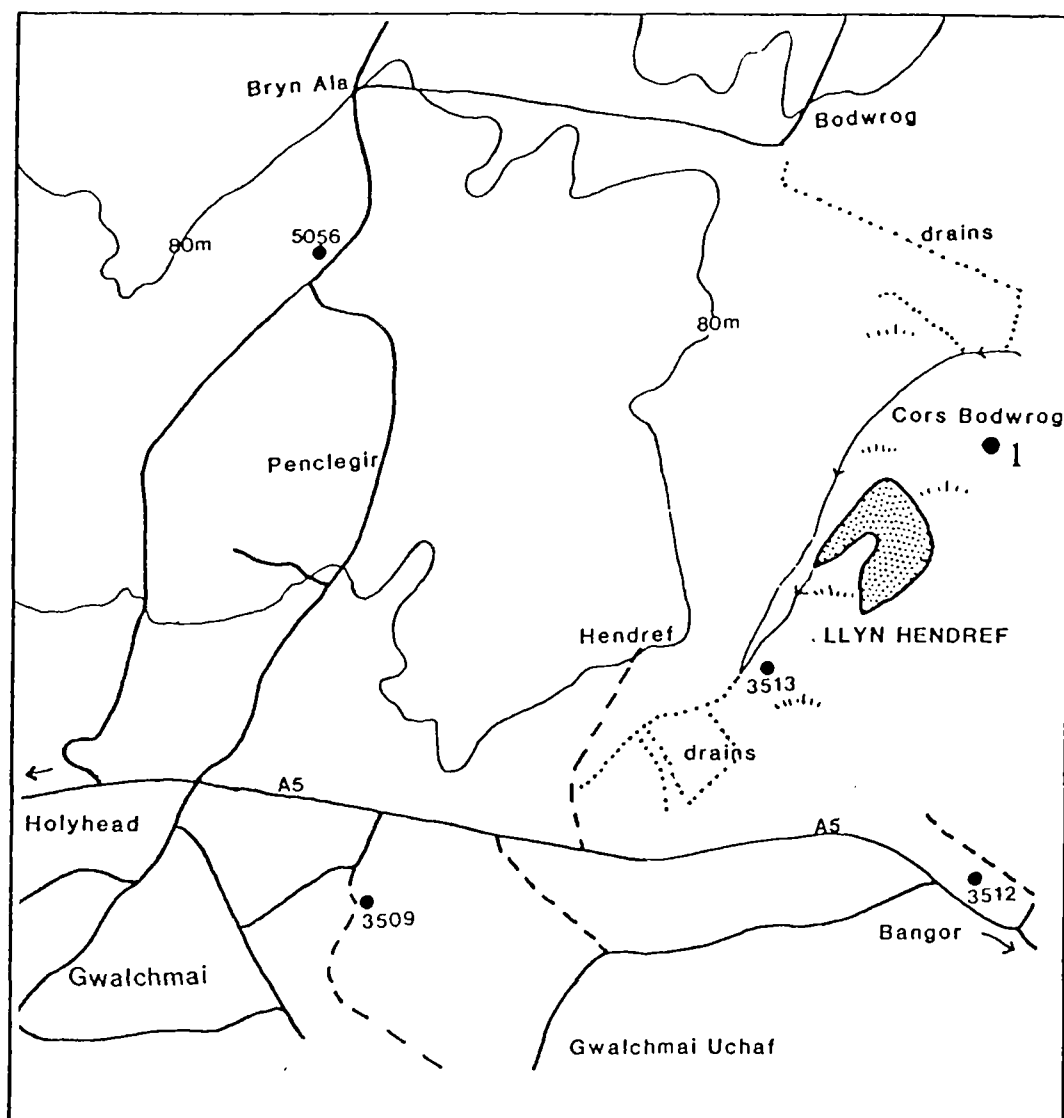 Bryn Ala
Bodwrog
80m
5056
drains
80m
Cors Bodwrog
1
Penclegir
Hendref
LLYN HENDREF
3513
drains
A5
Holyhead
A5
3512
3509
Bangor
Gwalchmai
Gwalchmai Uchaf